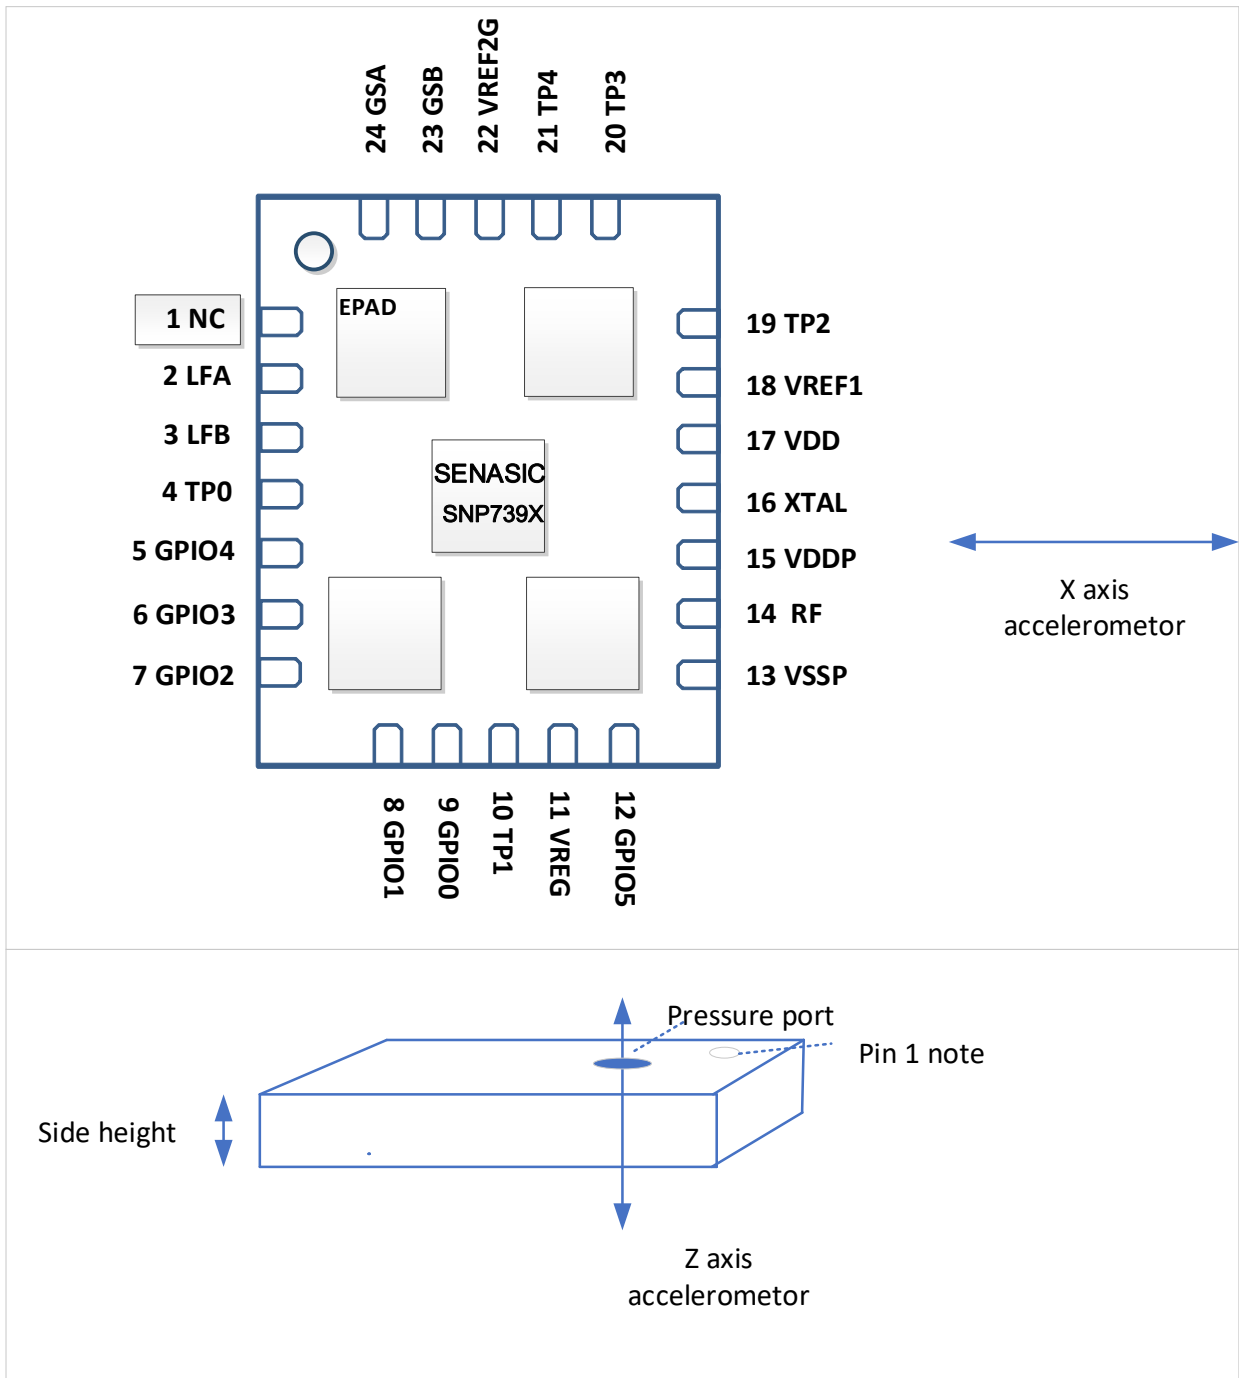 24 GSA
23 GSB
22 VREF2G
21 TP4
20 TP3
1 NC
2 LFA
3 LFB
4 TP0
5 GPIO4
6 GPIO3
7 GPIO2
EPAD
SENASIC
SNP739X
19 TP2
18 VREF1
17 VDD
16 XTAL
15 VDDP
14 RF
13 VSSP
X axis
accelerometor
8 GPIO1
9 GPIO0
10 TP1
11 VREG
12 GPIO5
Pressure port
Pin 1 note
Side height
Z axis
accelerometor